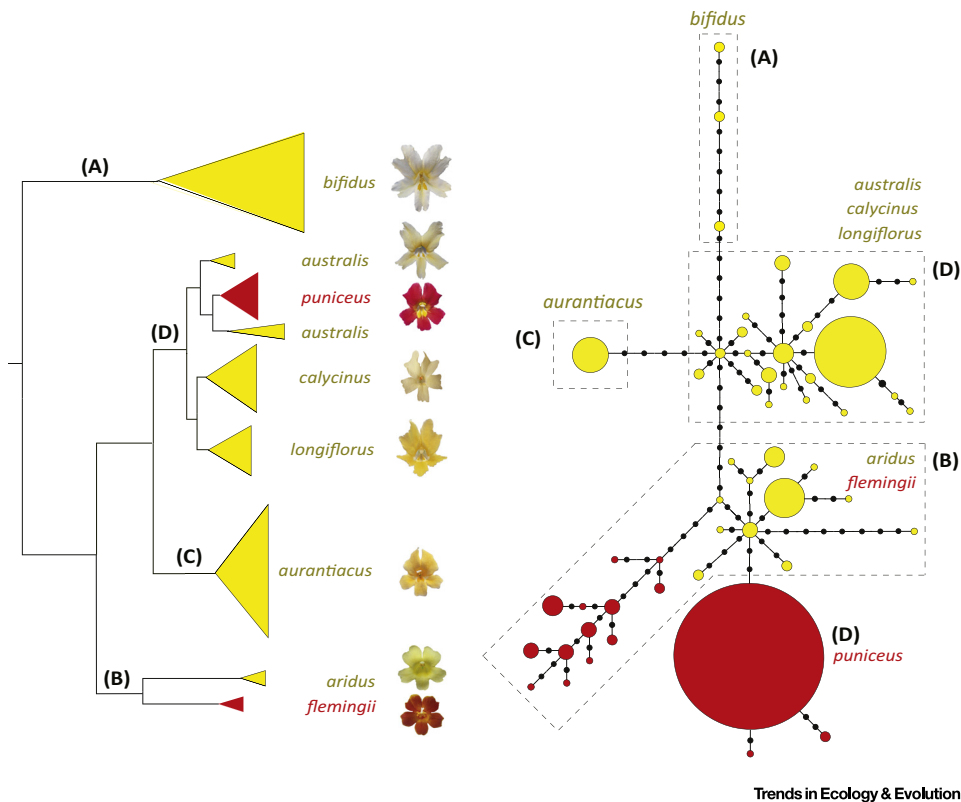 (A)
bifidus
australis
puniceus
australis
(D)
calycinus
longiflorus
(C)
aurantiacus
(B)
aridus
flemingii
bifidus
(A)
australis
calycinus
longiflorus
(D)
aurantiacus
(C)
aridus
flemingii
(B)
(D)
puniceus
Trends in Ecology & Evolution